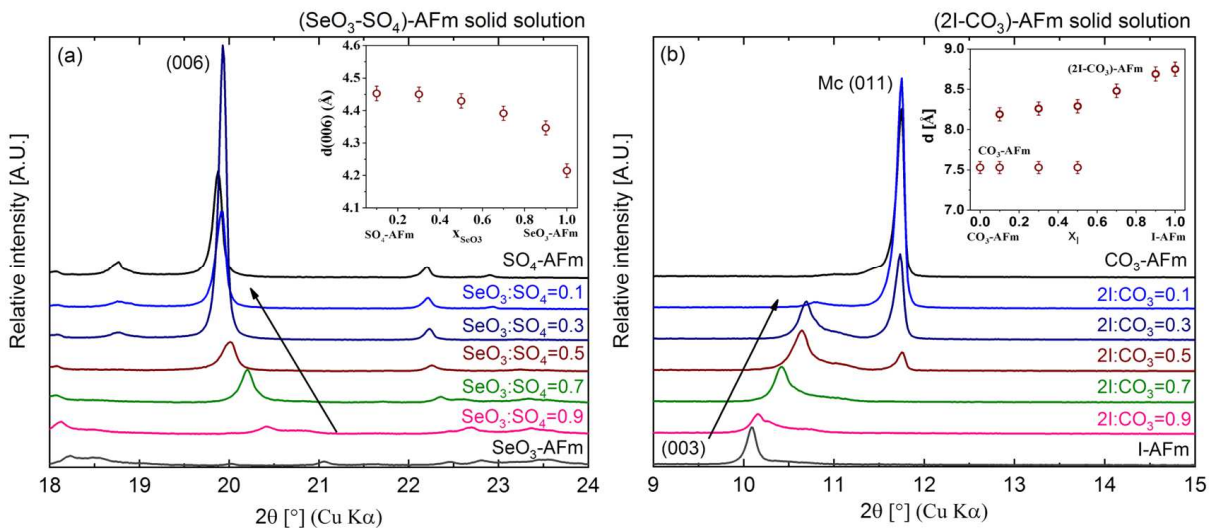 (SeO₃-SO₄)-AFm solid solution
(a)
(006)
4.6
4.5
4.4
4.3
4.2
4.1
d(006) (Å)
0.2 0.4 0.6 0.8 1.0
SO₄-AFm X_SeO3 SeO₃-AFm
SO₄-AFm
SeO₃:SO₄=0.1
SeO₃:SO₄=0.3
SeO₃:SO₄=0.5
SeO₃:SO₄=0.7
SeO₃:SO₄=0.9
SeO₃-AFm
Relative intensity [A.U.]
18 19 20 21 22 23 24
2θ [°] (Cu Kα)
(2I-CO₃)-AFm solid solution
(b)
Mc (011)
9.0
8.5
8.0
7.5
7.0
d [Å]
(2I-CO₃)-AFm
CO₃-AFm
0.0 0.2 0.4 0.6 0.8 1.0
CO₃-AFm X_I I-AFm
CO₃-AFm
2I:CO₃=0.1
2I:CO₃=0.3
2I:CO₃=0.5
2I:CO₃=0.7
2I:CO₃=0.9
(003)
I-AFm
Relative intensity [A.U.]
9 10 11 12 13 14 15
2θ [°] (Cu Kα)